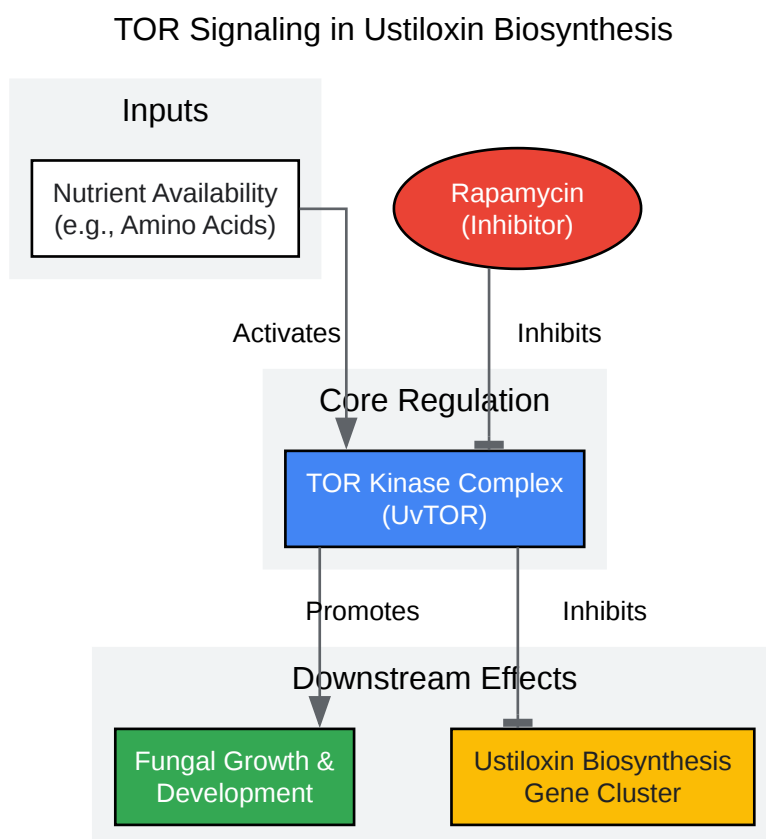 TOR Signaling in Ustiloxin Biosynthesis
Inputs
Nutrient Availability
(e.g., Amino Acids)
Rapamycin
(Inhibitor)
Activates
Inhibits
Core Regulation
TOR Kinase Complex
(UvTOR)
Promotes
Inhibits
Downstream Effects
Fungal Growth &
Development
Ustiloxin Biosynthesis
Gene Cluster